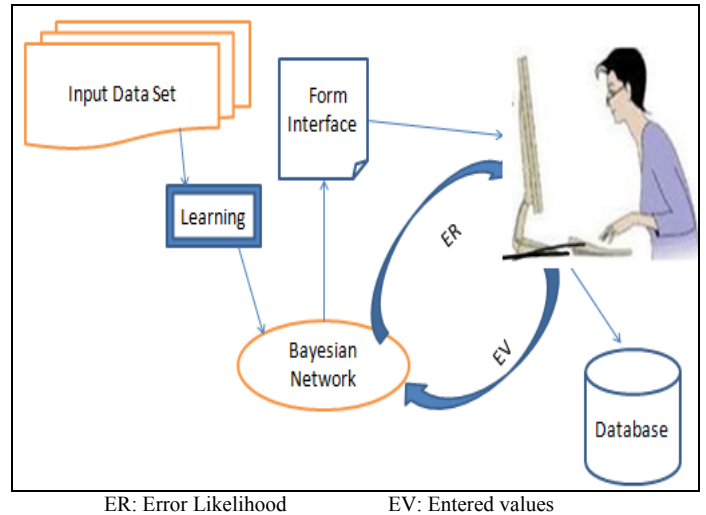 Input Data Set
Form
Interface
Learning
ER
Bayesian
Network
EV
Database
ER: Error Likelihood EV: Entered values